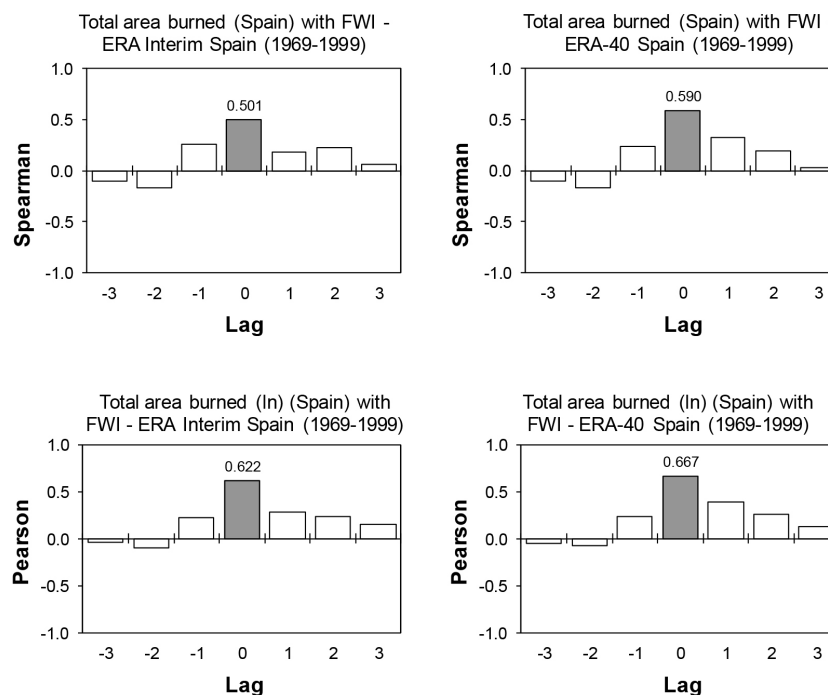 Total area burned (Spain) with FWI -
ERA Interim Spain (1969-1999)
1.0
0.5
0.0
-0.5
-1.0
Spearman
0.501
-3 -2 -1 0 1 2 3
Lag
Total area burned (Spain) with FWI
ERA-40 Spain (1969-1999)
1.0
0.5
0.0
-0.5
-1.0
Spearman
0.590
-3 -2 -1 0 1 2 3
Lag
Total area burned (In) (Spain) with
FWI - ERA Interim Spain (1969-1999)
1.0
0.5
0.0
-0.5
-1.0
Pearson
0.622
-3 -2 -1 0 1 2 3
Lag
Total area burned (In) (Spain) with
FWI - ERA-40 Spain (1969-1999)
1.0
0.5
0.0
-0.5
-1.0
Pearson
0.667
-3 -2 -1 0 1 2 3
Lag